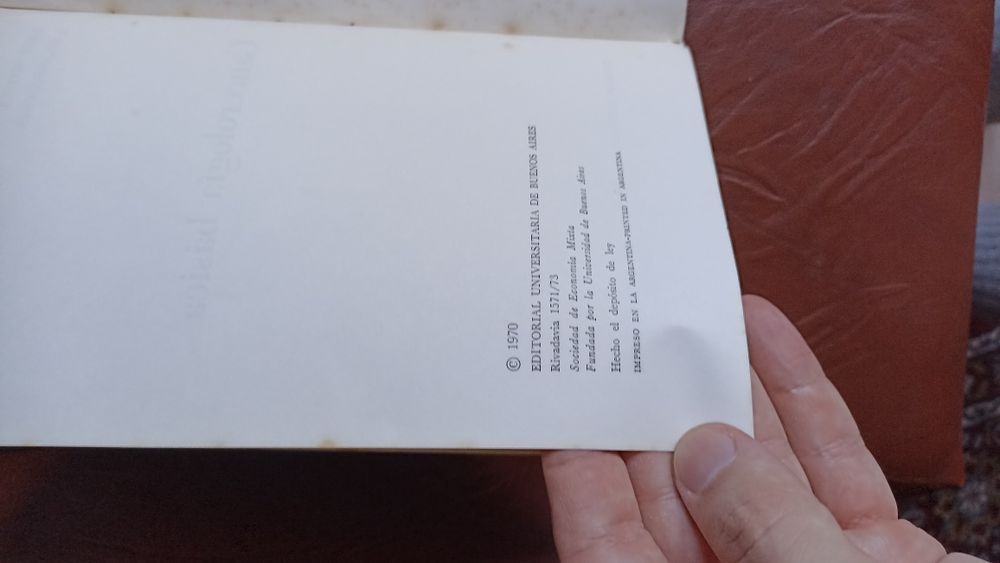 © 1970
EDITORIAL UNIVERSITARIA DE BUENOS AIRES
Rivadavia 1571/73
Sociedad de Economía Mixta
Fundada por la Universidad de Buenos Aires
Hecho el depósito de ley
IMPRESO EN LA ARGENTINA-PRINTED IN ARGENTINA